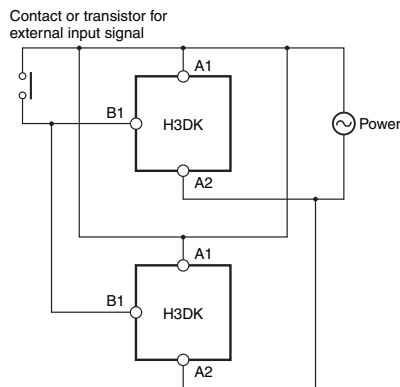 Contact or transistor for
external input signal
A1
B1
H3DK
Power
A2
A1
B1
H3DK
A2